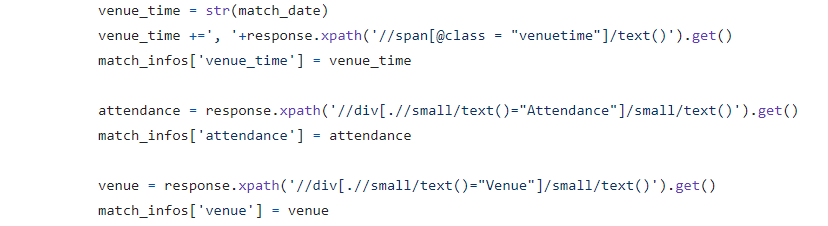 venue_time = str(match_date)
venue_time +=', '+response.xpath('//span[@class = "venuetime"]/text()').get()
match_infos['venue_time'] = venue_time
attendance = response.xpath('//div[.//small/text()="Attendance"]/small/text()').get()
match_infos['attendance'] = attendance
venue = response.xpath('//div[.//small/text()="Venue"]/small/text()').get()
match_infos['venue'] = venue